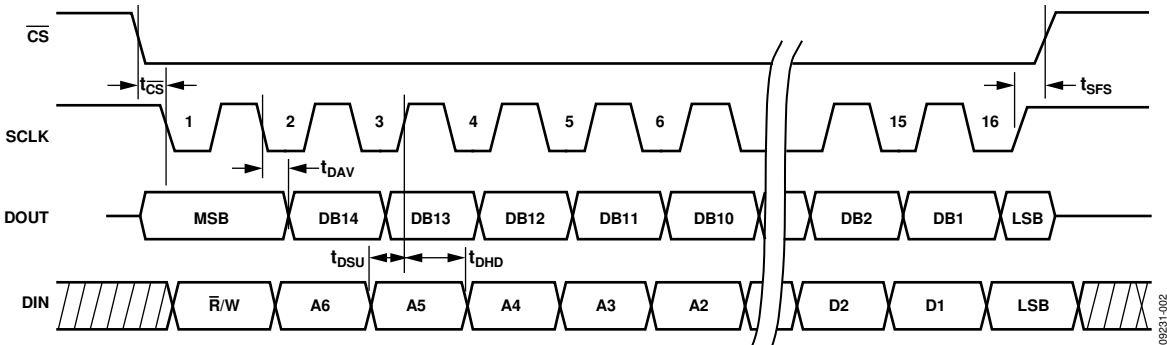 CS
tCS
tSFS
SCLK
1 2 3 4 5 6 15 16
tDAV
DOUT
MSB DB14 DB13 DB12 DB11 DB10 DB2 DB1 LSB
tDSU tDHD
DIN
R/W A6 A5 A4 A3 A2 D2 D1 LSB
09231-002